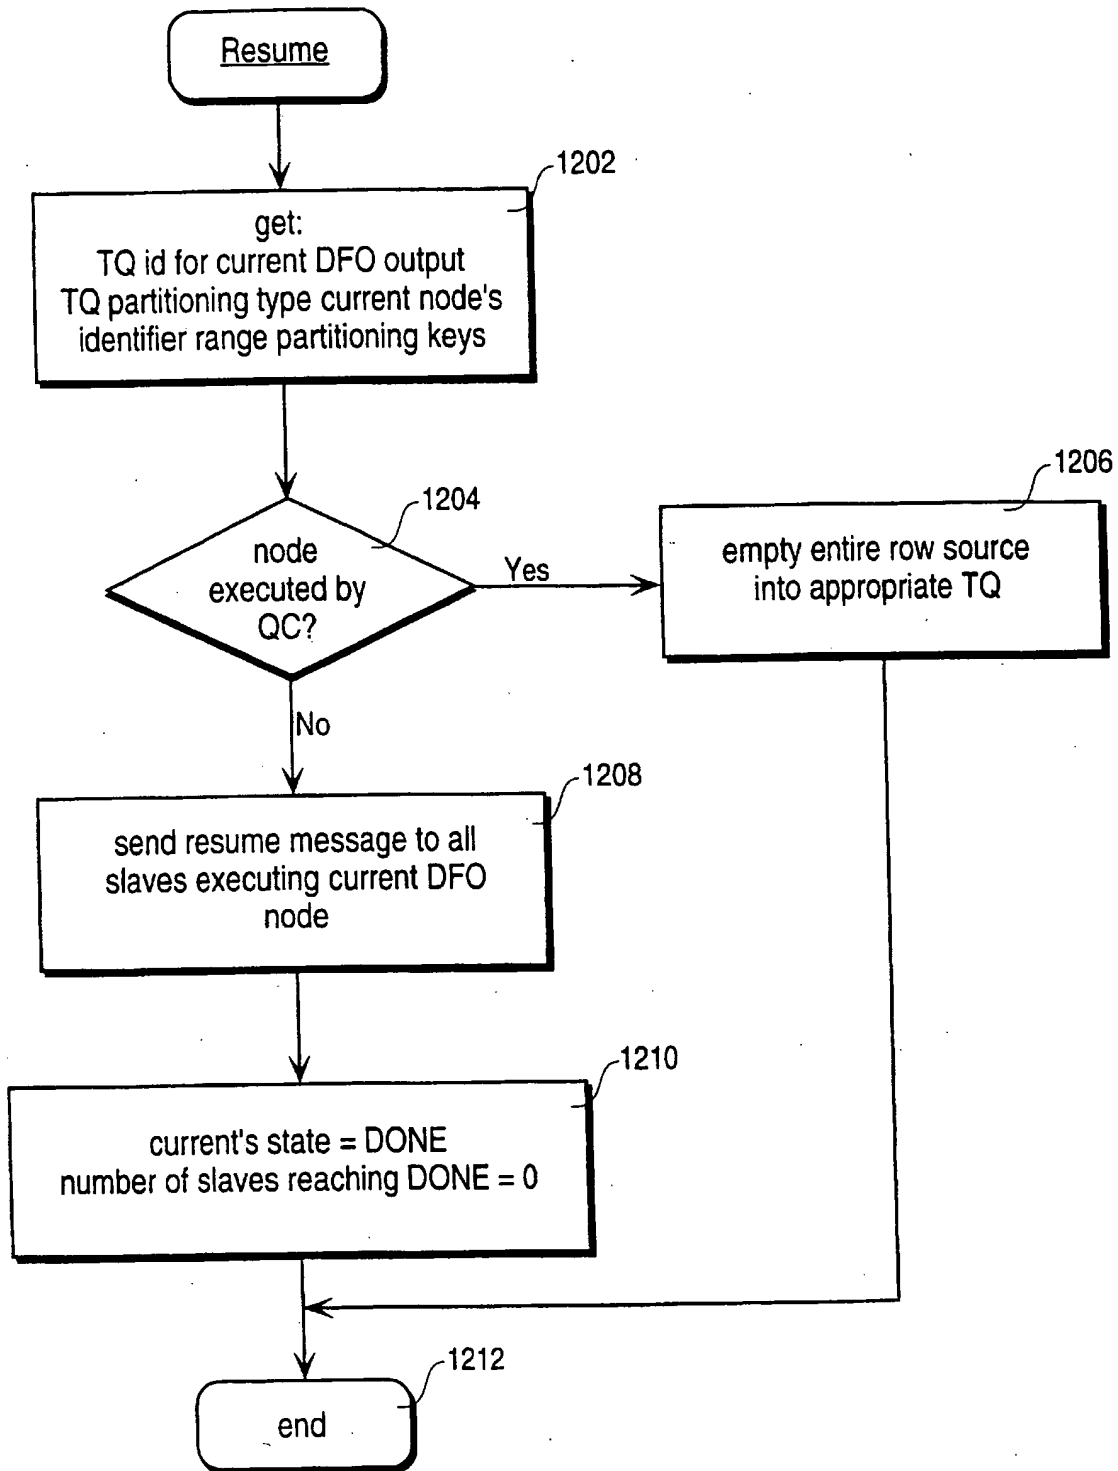 Resume
1202
get:
TQ id for current DFO output
TQ partitioning type current node's
identifier range partitioning keys
1204
node
executed by
QC?
Yes
1206
empty entire row source
into appropriate TQ
No
1208
send resume message to all
slaves executing current DFO
node
1210
current's state = DONE
number of slaves reaching DONE = 0
1212
end